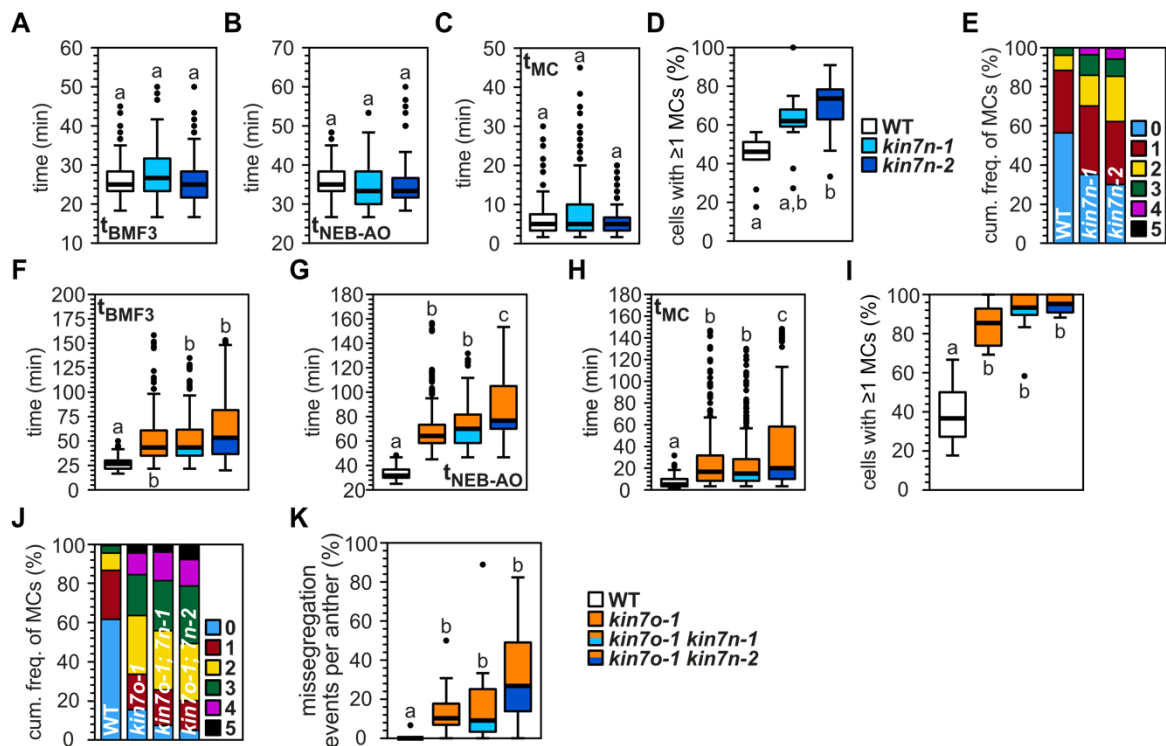 A
B
C
D
E
60
50
40
30
20
10
time (min)
a
a
a
tBMF3
70
60
50
40
30
20
time (min)
a
a
a
tNEB-AO
50
40
30
20
10
0
time (min)
tMC
a
a
a
100
80
60
40
20
0
cells with ≥1 MCs (%)
a
a,b
b
WT
kin7n-1
kin7n-2
100
80
60
40
20
0
cum. freq. of MCs (%)
WT
kin7n-1
kin7n-2
0
1
2
3
4
5
F
G
H
I
200
175
150
125
100
75
50
25
0
time (min)
tBMF3
a
b
b
b
180
160
140
120
100
80
60
40
20
time (min)
a
b
b
c
tNEB-AO
180
160
140
120
100
80
60
40
20
0
time (min)
tMC
a
b
b
c
100
80
60
40
20
0
cells with ≥1 MCs (%)
a
b
b
b
J
K
100
80
60
40
20
0
cum. freq. of MCs (%)
WT
kin7o-1
kin7o-1; 7n-1
kin7o-1; 7n-2
0
1
2
3
4
5
100
80
60
40
20
0
missegregation
events per anther (%)
a
b
b
b
WT
kin7o-1
kin7o-1 kin7n-1
kin7o-1 kin7n-2